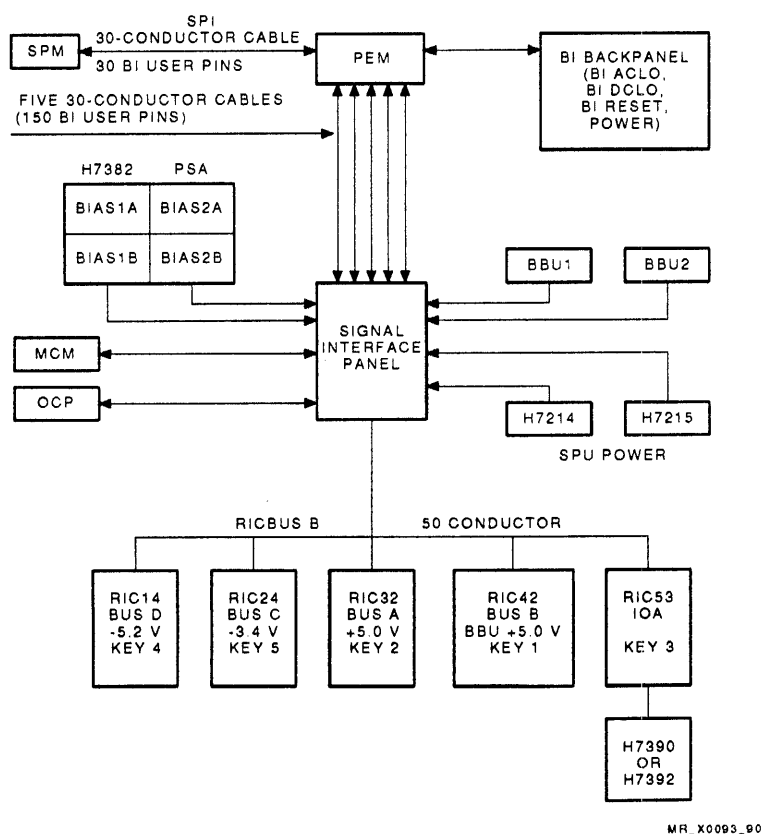 SPI
30-CONDUCTOR CABLE
SPM
30 BI USER PINS
PEM
BI BACKPANEL
(BI ACLO,
BI DCLO,
BI RESET,
POWER)
FIVE 30-CONDUCTOR CABLES
(150 BI USER PINS)
H7382 PSA
BIAS1A BIAS2A
BIAS1B BIAS2B
BBU1 BBU2
SIGNAL
INTERFACE
PANEL
MCM
OCP
H7214 H7215
SPU POWER
RICBUS B 50 CONDUCTOR
RIC14
BUS D
-5.2 V
KEY 4
RIC24
BUS C
-3.4 V
KEY 5
RIC32
BUS A
+5.0 V
KEY 2
RIC42
BUS B
BBU +5.0 V
KEY 1
RIC53
IOA
KEY 3
H7390
OR
H7392
MR_X0093_90